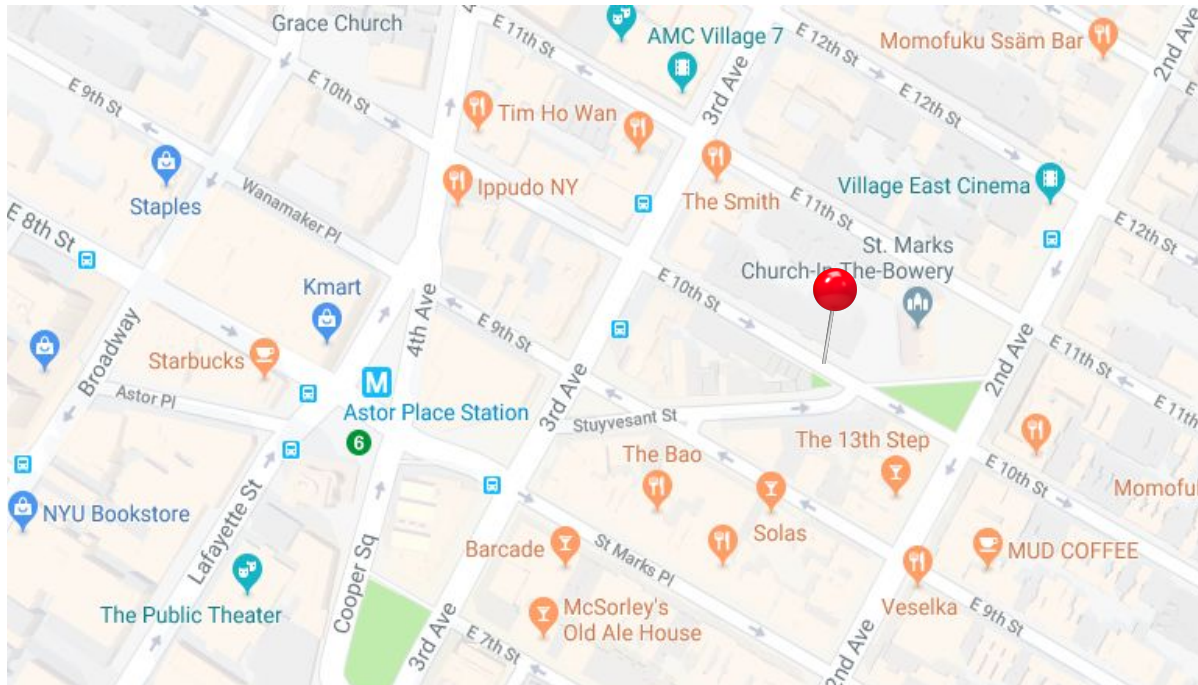 Grace Church
4
E 11th St
AMC Village 7
E 12th St
Momofuku Ssäm Bar
2nd Ave
E 9th St
E 10th St
Tim Ho Wan
3rd Ave
E 12th St
Staples
Wanamaker Pl
Ippudo NY
The Smith
Village East Cinema
E 11th St
E 12th St
E 8th St
St. Marks
Church-In-The-Bowery
Kmart
E 10th St
4th Ave
E 9th St
Broadway
Starbucks
2nd Ave
E 11th St
M
Astor Pl
Astor Place Station
6
3rd Ave
Stuyvesant St
E 11th
The Bao
The 13th Step
E 10th St
Momofu
NYU Bookstore
Lafayette St
Solas
Barcade
St Marks Pl
MUD COFFEE
The Public Theater
Cooper Sq
McSorley's
Old Ale House
Veselka
E 9th St
3rd Ave
E 7th St
2nd Ave